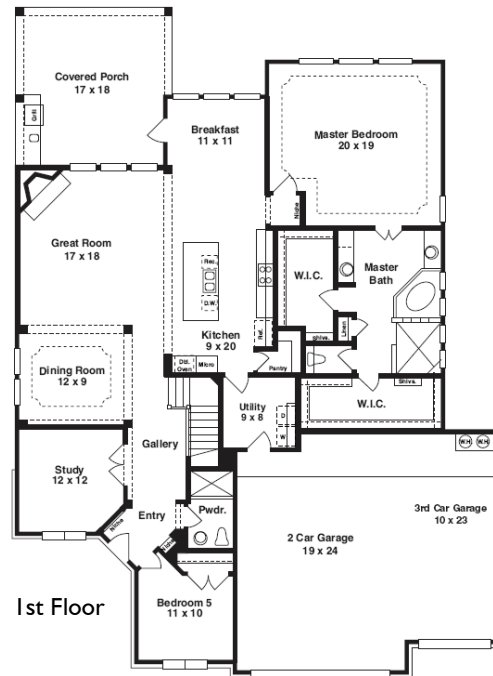 Covered Porch
17 x 18
Grill
Breakfast
11 x 11
Master Bedroom
20 x 19
Niche
Great Room
17 x 18
Rec.
D.W.
W.I.C.
Master
Bath
Kitchen
9 x 20
Ref.
Shlvs.
Linen
Dbl.
Oven
Micro
Pantry
Dining Room
12 x 9
Utility
9 x 8
D
W
Shlvs.
W.I.C.
Gallery
W.H
W.H
Study
12 x 12
Entry
Niche
Niche
Pwdr.
3rd Car Garage
10 x 23
2 Car Garage
19 x 24
1st Floor
Bedroom 5
11 x 10